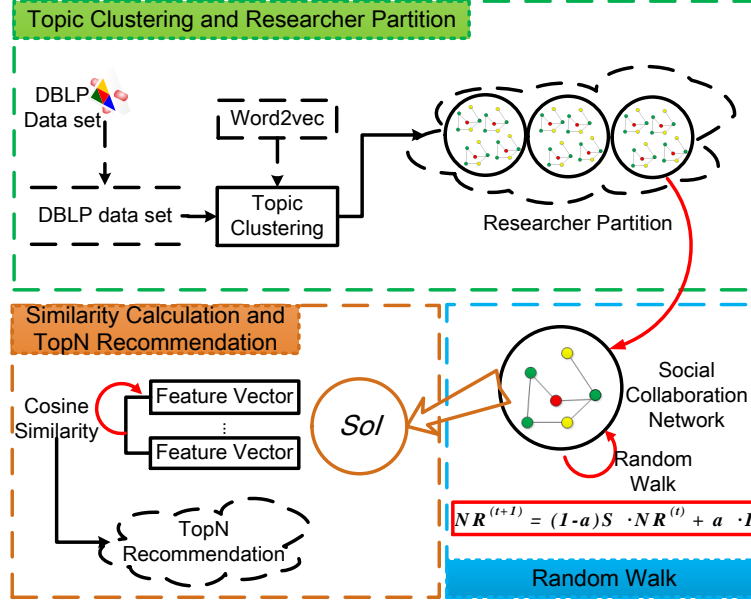 Topic Clustering and Researcher Partition
DBLP
Data set
Word2vec
DBLP data set
Topic
Clustering
Researcher Partition
Similarity Calculation and
TopN Recommendation
Cosine
Similarity
Feature Vector
...
Feature Vector
SoI
TopN
Recommendation
Social
Collaboration
Network
Random
Walk
NR^(t+1) = (1-a)S ·NR^(t) + a ·
Random Walk